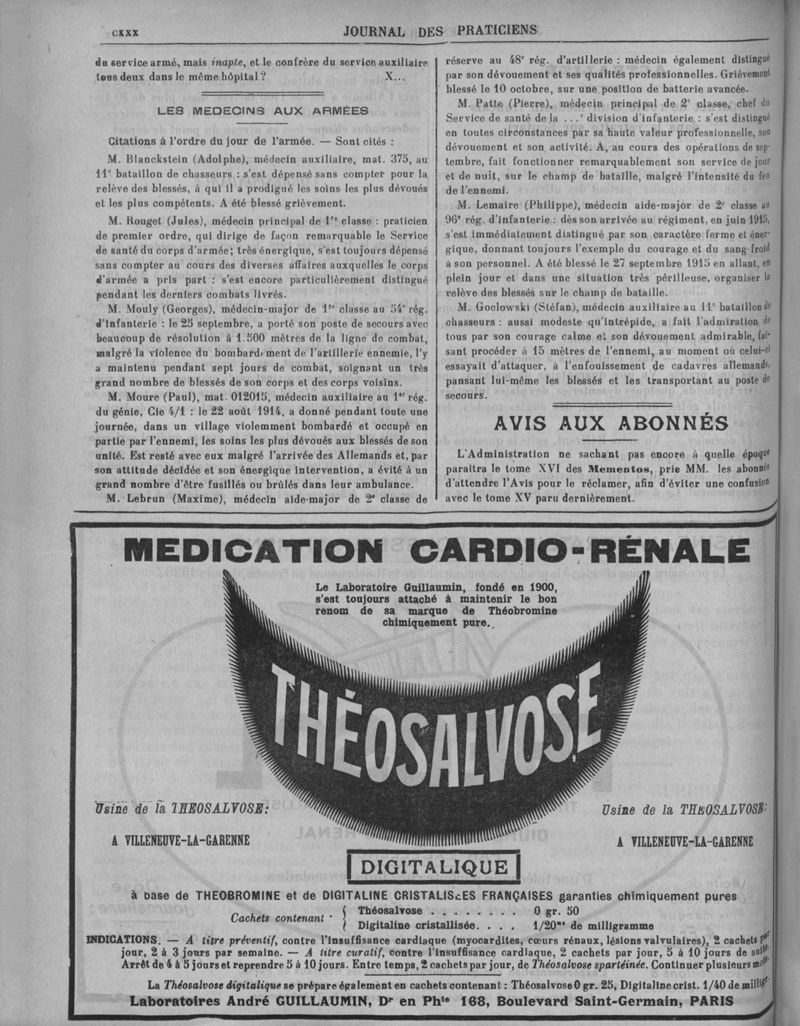 CXXX
JOURNAL DES PRATICIENS
du service armé, mais inapte, et le confrère du service auxiliaire
tous deux dans le même hôpital ? X...
LES MEDECINS AUX ARMÉES
Citations à l'ordre du jour de l'armée. — Sont cités :
M. Blanckstein (Adolphe), médecin auxiliaire, mat. 375, au
11e bataillon de chasseurs : s'est dépensé sans compter pour la
relève des blessés, à qui il a prodigué les soins les plus dévoués
et les plus compétents. A été blessé grièvement.
M. Rouget (Jules), médecin principal de 1re classe : praticien
de premier ordre, qui dirige de façon remarquable le Service
de santé du corps d'armée; très énergique, s'est toujours dépensé
sans compter au cours des diverses affaires auxquelles le corps
d'armée a pris part : s'est encore particulièrement distingué
pendant les derniers combats livrés.
M. Mouly (Georges), médecin-major de 1re classe au 54e rég.
d'infanterie : le 25 septembre, a porté son poste de secours avec
beaucoup de résolution à 1.500 mètres de la ligne de combat,
malgré la violence du bombardement de l'artillerie ennemie, l'y
a maintenu pendant sept jours de combat, soignant un très
grand nombre de blessés de son corps et des corps voisins.
M. Moure (Paul), mat. 012015, médecin auxiliaire au 1er rég.
du génie, Cie 4/1 : le 22 août 1914, a donné pendant toute une
journée, dans un village violemment bombardé et occupé en
partie par l'ennemi, les soins les plus dévoués aux blessés de son
unité. Est resté avec eux malgré l'arrivée des Allemands et, par
son attitude décidée et son énergique intervention, a évité à un
grand nombre d'être fusillés ou brûlés dans leur ambulance.
M. Lebrun (Maxime), médecin aide-major de 2e classe de
réserve au 48e rég. d'artillerie : médecin également distingué
par son dévouement et ses qualités professionnelles. Grièvement
blessé le 10 octobre, sur une position de batterie avancée.
M. Patte (Pierre), médecin principal de 2e classe, chef du
Service de santé de la ...e division d'infanterie : s'est distingué
en toutes circonstances par sa haute valeur professionnelle, son
dévouement et son activité. A, au cours des opérations de sep-
tembre, fait fonctionner remarquablement son service de jour
et de nuit, sur le champ de bataille, malgré l'intensité du feu
de l'ennemi.
M. Lemaire (Philippe), médecin aide-major de 2e classe au
96e rég. d'infanterie : dès son arrivée au régiment, en juin 1915,
s'est immédiatement distingué par son caractère ferme et éner-
gique, donnant toujours l'exemple du courage et du sang-froid
à son personnel. A été blessé le 27 septembre 1915 en allant, en
plein jour et dans une situation très périlleuse, organiser la
relève des blessés sur le champ de bataille.
M. Goclowski (Stéfan), médecin auxiliaire au 11e bataillon de
chasseurs : aussi modeste qu'intrépide, a fait l'admiration de
tous par son courage calme et son dévouement admirable, fai-
sant procéder à 15 mètres de l'ennemi, au moment où celui-ci
essayait d'attaquer, à l'enfouissement de cadavres allemands,
pansant lui-même les blessés et les transportant au poste de
secours.
AVIS AUX ABONNÉS
L'Administration ne sachant pas encore à quelle époque
paraîtra le tome XVI des Mementos, prie MM. les abonnés
d'attendre l'Avis pour le réclamer, afin d'éviter une confusion
avec le tome XV paru dernièrement.
MEDICATION CARDIO-RÉNALE
Le Laboratoire Guillaumin, fondé en 1900,
s'est toujours attaché à maintenir le bon
renom de sa marque de Théobromine
chimiquement pure.
THÉOSALVOSE
Usine de la THEOSALVOSE:
A VILLENEUVE-LA-GARENNE
Usine de la THEOSALVOSE:
A VILLENEUVE-LA-GARENNE
DIGITALIQUE
à base de THEOBROMINE et de DIGITALINE CRISTALISEES FRANÇAISES garanties chimiquement pures
Cachets contenant : { Théosalvose . . . . . . . . 0 gr. 50
Digitaline cristallisée. . . . 1/20me de milligramme
INDICATIONS. — A titre préventif, contre l'insuffisance cardiaque (myocardites, cœurs rénaux, lésions valvulaires), 2 cachets par
jour, 2 à 3 jours par semaine. — A titre curatif, contre l'insuffisance cardiaque, 2 cachets par jour, 5 à 10 jours de suite
Arrêt de 4 à 5 jours et reprendre 5 à 10 jours. Entre temps, 2 cachets par jour, de Théosalvose spartéinée. Continuer plusieurs mois
La Théosalvose digitalique se prépare également en cachets contenant : Théosalvose 0 gr. 25, Digitaline crist. 1/40 de millig
Laboratoires André GUILLAUMIN, Dr en Phie 168, Boulevard Saint-Germain, PARIS